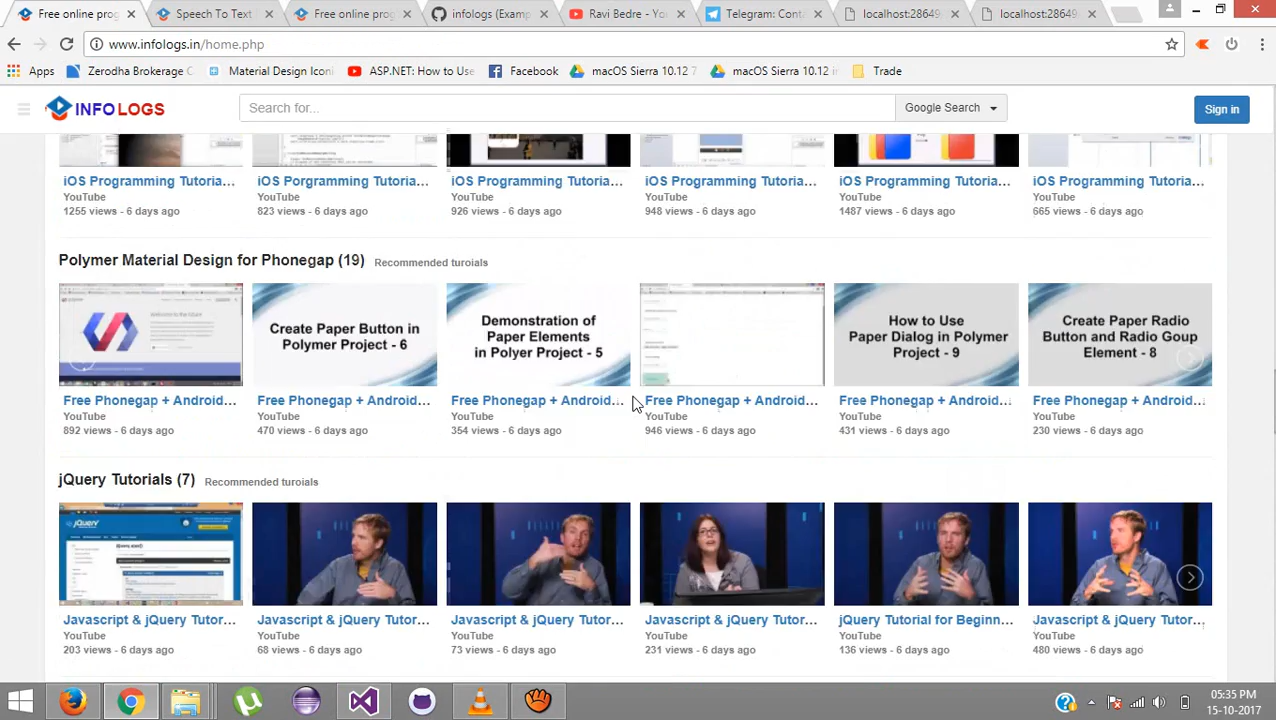 Free online prog
Speech To Text
Free online prog
infologs (Examp
Ravi Bedre - You
Telegram: Conta
localhost:28649
localhost:28649
www.infologs.in/home.php
Apps
Zerodha Brokerage C
Material Design Icon
ASP.NET: How to Use
Facebook
macOS Sierra 10.12 7
macOS Sierra 10.12 in
Trade
INFOLOGS
Search for...
Google Search
Sign in
iOS Programming Tutoria...
iOS Porgramming Tutoria...
iOS Programming Tutoria...
iOS Programming Tutoria...
iOS Programming Tutoria...
iOS Programming Tutoria...
YouTube
YouTube
YouTube
YouTube
YouTube
YouTube
1255 views - 6 days ago
823 views - 6 days ago
926 views - 6 days ago
948 views - 6 days ago
1487 views - 6 days ago
665 views - 6 days ago
Polymer Material Design for Phonegap (19) Recommended turoials
Create Paper Button in
Polymer Project - 6
Demonstration of
Paper Elements
in Polyer Project - 5
How to Use
Paper Dialog in Polymer
Project - 9
Create Paper Radio
Button and Radio Goup
Element - 8
Free Phonegap + Android...
Free Phonegap + Android...
Free Phonegap + Android...
Free Phonegap + Android...
Free Phonegap + Android...
Free Phonegap + Android...
YouTube
YouTube
YouTube
YouTube
YouTube
YouTube
892 views - 6 days ago
470 views - 6 days ago
354 views - 6 days ago
946 views - 6 days ago
431 views - 6 days ago
230 views - 6 days ago
jQuery Tutorials (7) Recommended turoials
jQuery
Javascript & jQuery Tutor...
Javascript & jQuery Tutor...
Javascript & jQuery Tutor...
Javascript & jQuery Tutor...
jQuery Tutorial for Beginn...
Javascript & jQuery Tutor...
YouTube
YouTube
YouTube
YouTube
YouTube
YouTube
203 views - 6 days ago
68 views - 6 days ago
73 views - 6 days ago
231 views - 6 days ago
136 views - 6 days ago
480 views - 6 days ago
05:35 PM
15-10-2017